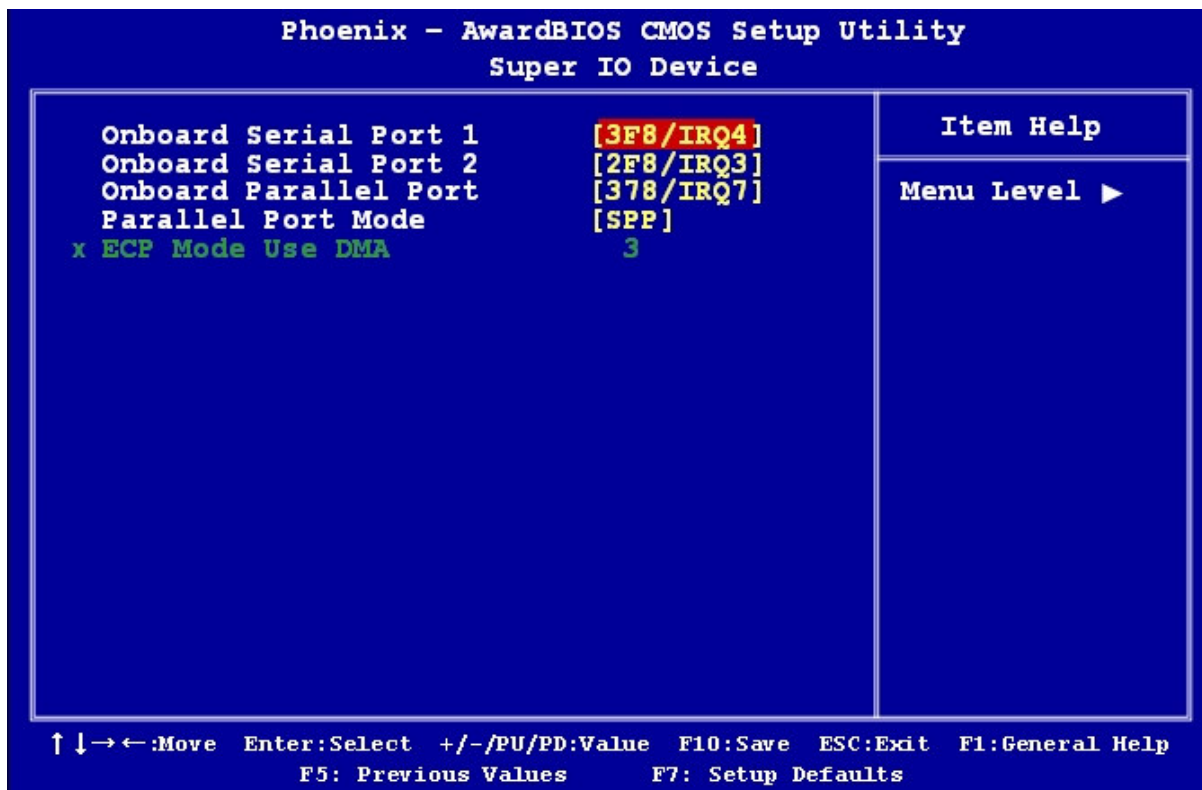 Phoenix – AwardBIOS CMOS Setup Utility
Super IO Device
Onboard Serial Port 1 [3F8/IRQ4]
Onboard Serial Port 2 [2F8/IRQ3]
Onboard Parallel Port [378/IRQ7]
Parallel Port Mode [SPP]
x ECP Mode Use DMA 3
Item Help
Menu Level ▶
↑↓→←:Move Enter:Select +/-/PU/PD:Value F10:Save ESC:Exit F1:General Help
F5: Previous Values F7: Setup Defaults